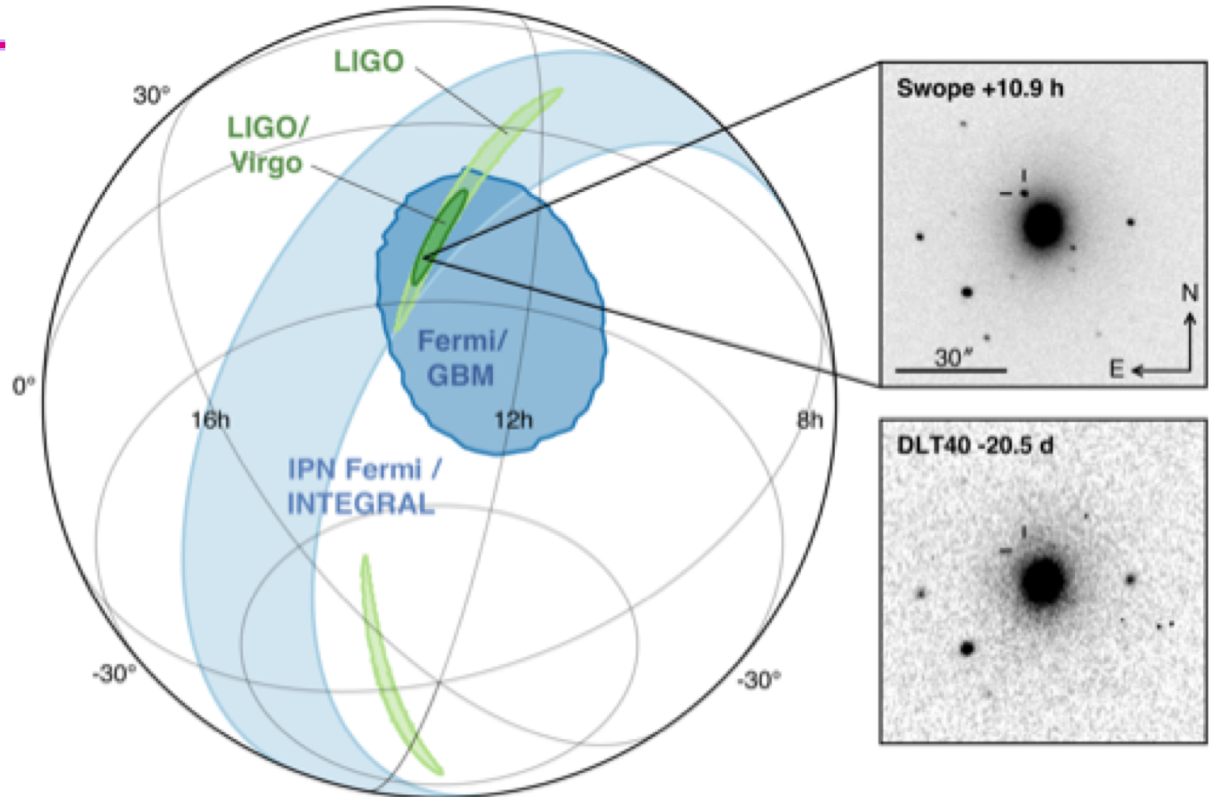 LIGO
30°
LIGO/
Virgo
Fermi/
GBM
0°
16h
12h
8h
IPN Fermi /
INTEGRAL
-30°
-30°
Swope +10.9 h
N
30"
E
DLT40 -20.5 d